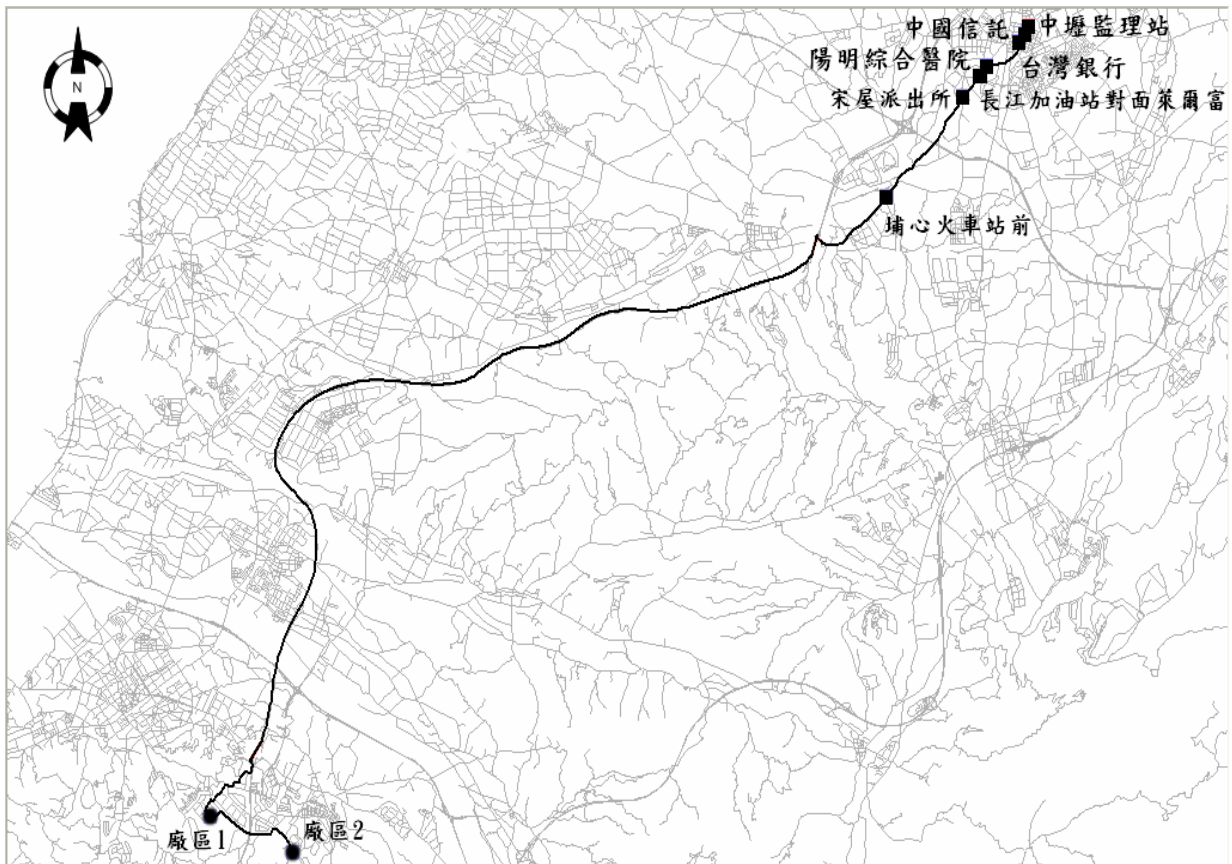 中國信託
中壢監理站
陽明綜合醫院
台灣銀行
宋屋派出所
長江加油站對面萊爾富
N
埔心火車站前
廠區1
廠區2